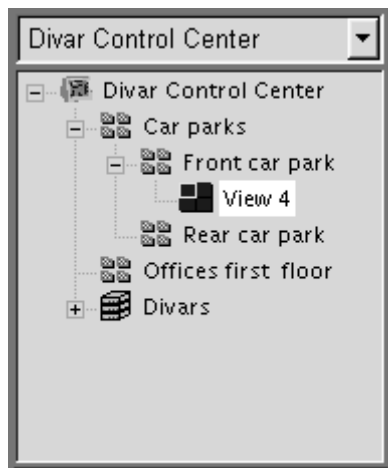 Divar Control Center
Divar Control Center
Car parks
Front car park
View 4
Rear car park
Offices first floor
Divars